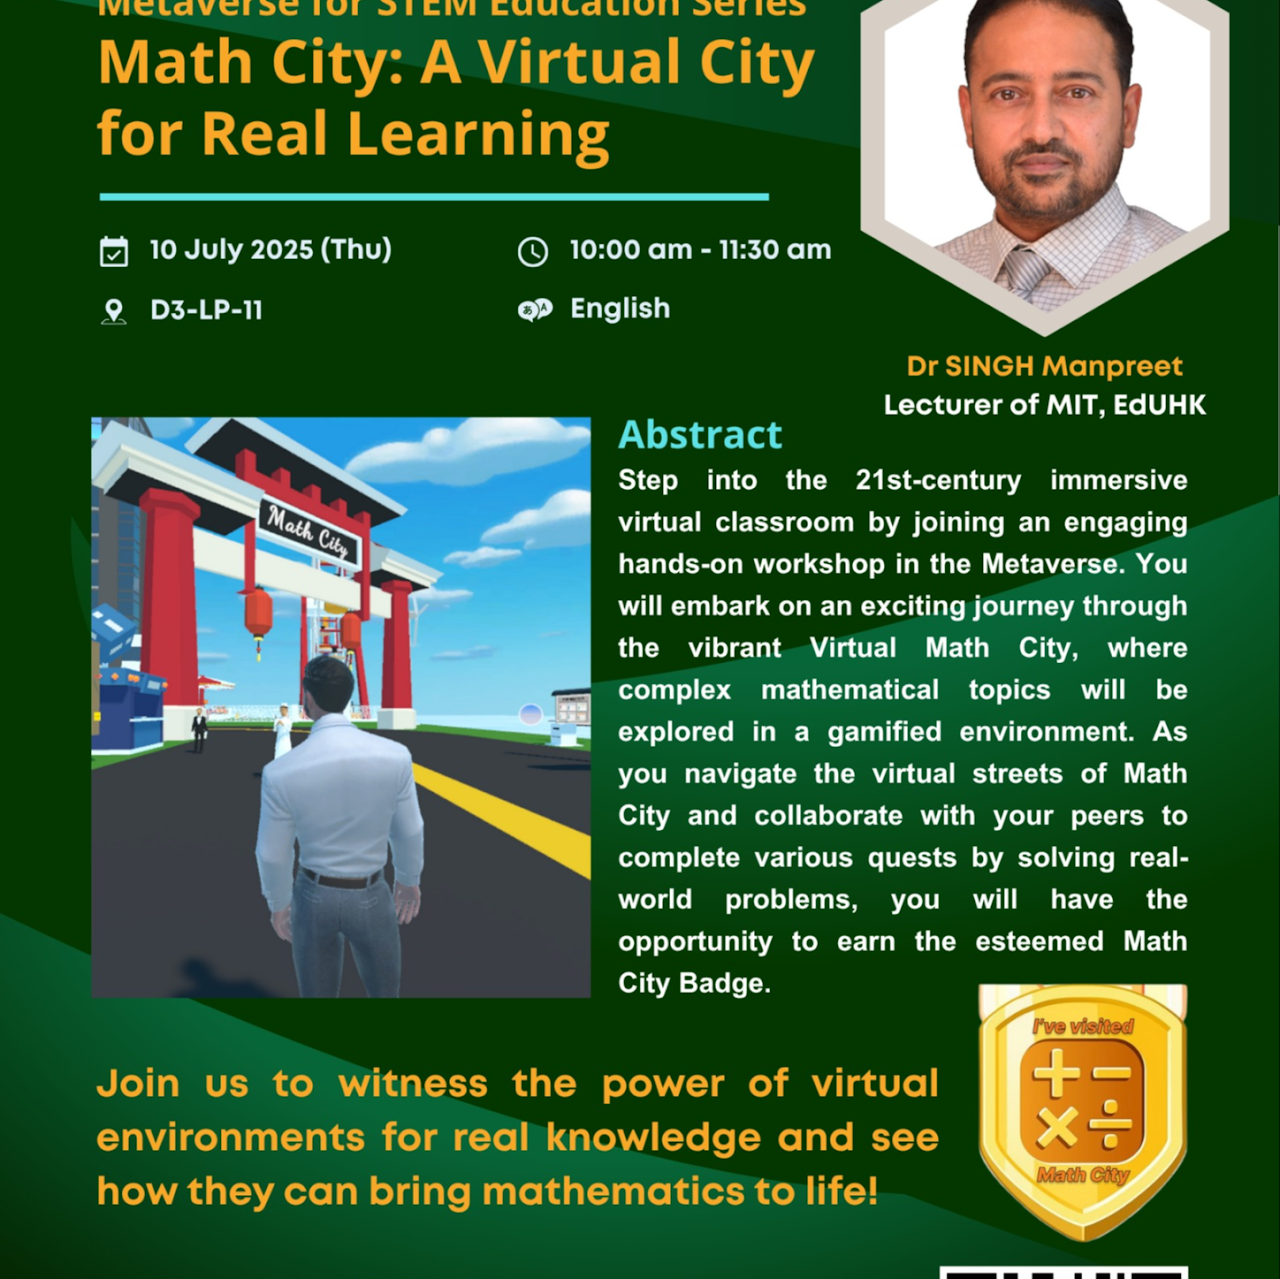 Metaverse for STEM Education Series
Math City: A Virtual City
for Real Learning
10 July 2025 (Thu)
10:00 am - 11:30 am
D3-LP-11
English
Dr SINGH Manpreet
Lecturer of MIT, EdUHK
Math City
Abstract
Step into the 21st-century immersive
virtual classroom by joining an engaging
hands-on workshop in the Metaverse. You
will embark on an exciting journey through
the vibrant Virtual Math City, where
complex mathematical topics will be
explored in a gamified environment. As
you navigate the virtual streets of Math
City and collaborate with your peers to
complete various quests by solving real-
world problems, you will have the
opportunity to earn the esteemed Math
City Badge.
I've visited
Math City
Join us to witness the power of virtual
environments for real knowledge and see
how they can bring mathematics to life!